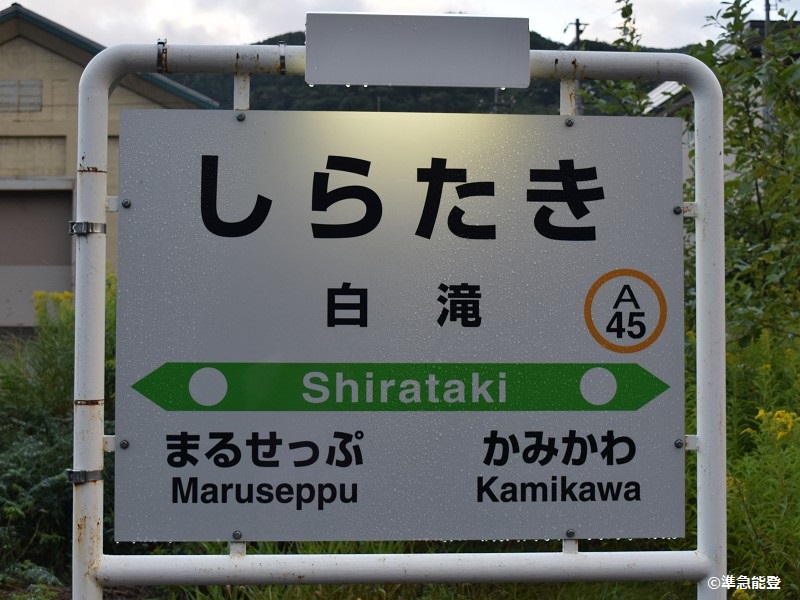 しらたき
白滝
A
45
Shirataki
まるせっぷ かみかわ
Maruseppu Kamikawa
©準急能登